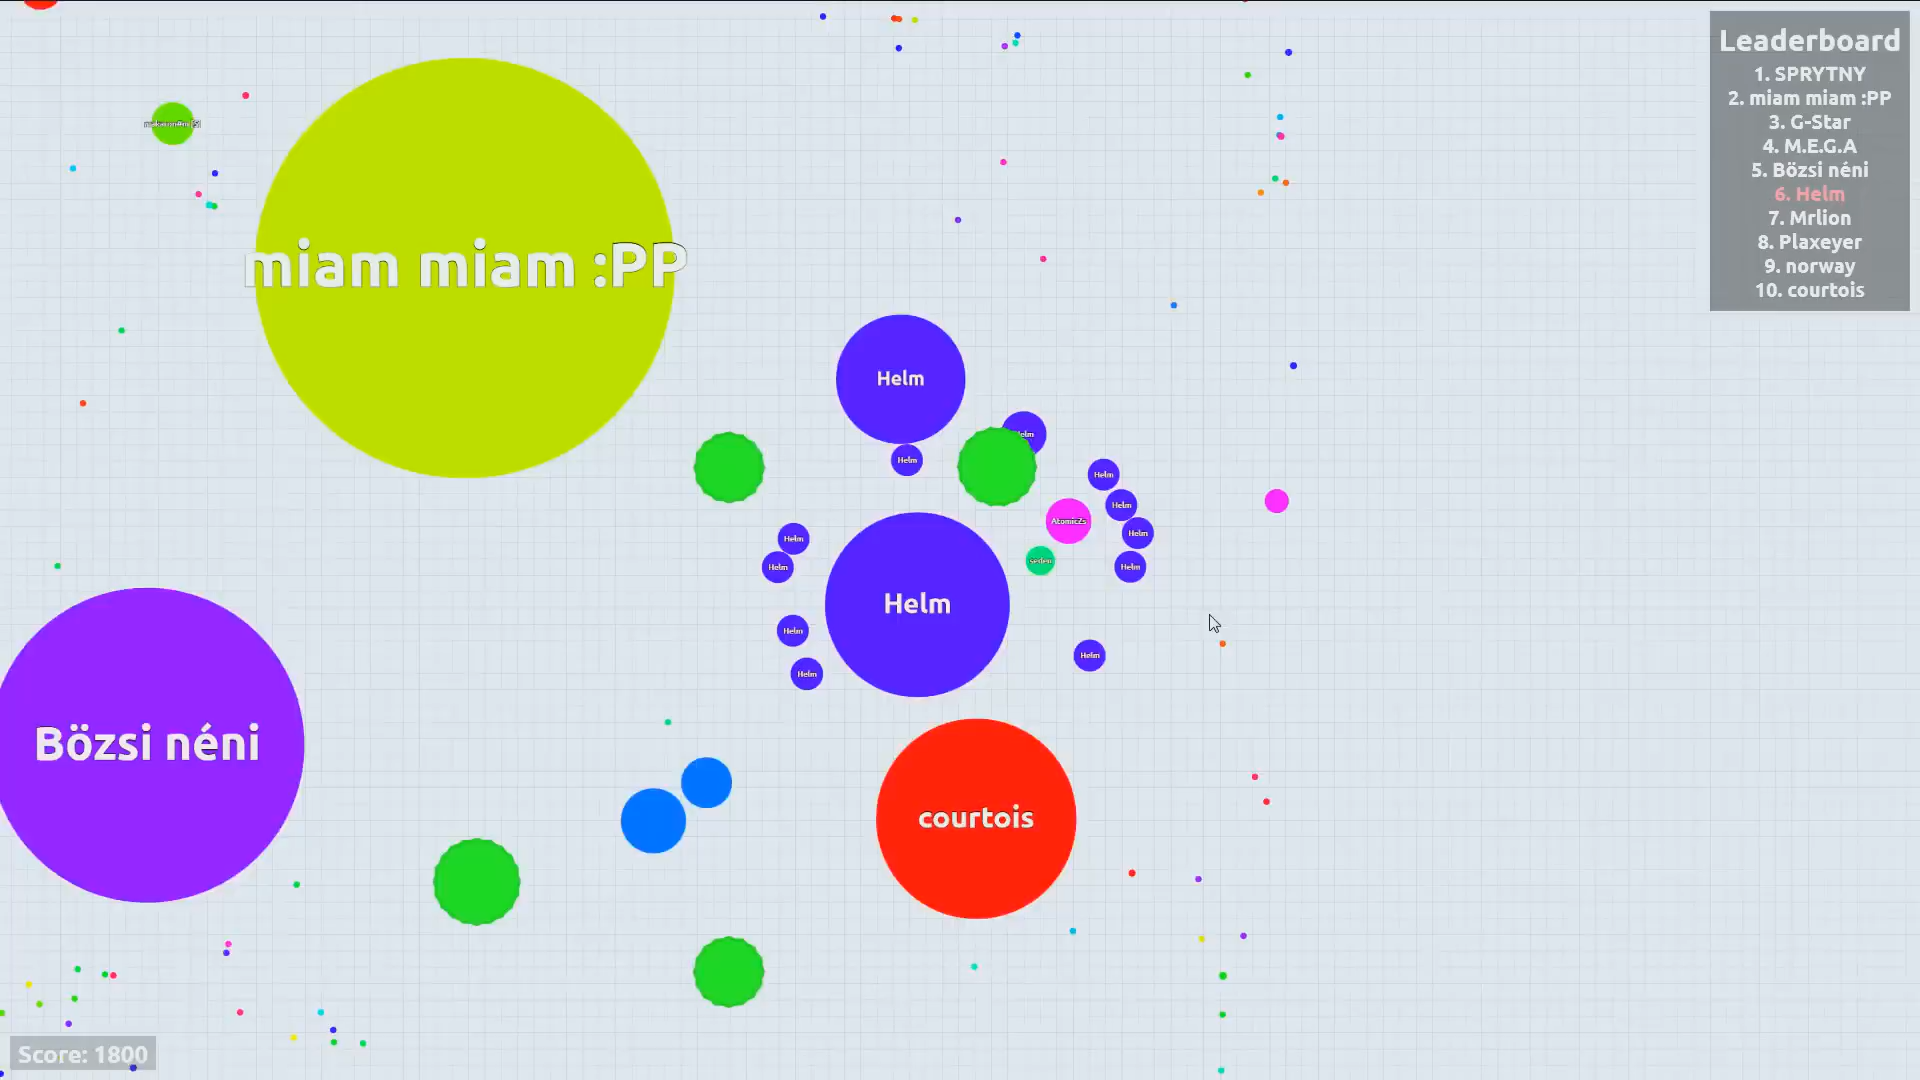 Leaderboard
1. SPRYTNY
2. miam miam :PP
3. G-Star
4. M.E.G.A
5. Bözsi néni
6. Helm
7. Mrlion
8. Plaxeyer
9. norway
10. courtois
miam miam :PP
Helm
Helm
Helm
Helm
Helm
AtomicZs
Helm
Helm
Helm
Helm
Helm
Helm
Helm
Helm
Helm
Bözsi néni
courtois
Score: 1800